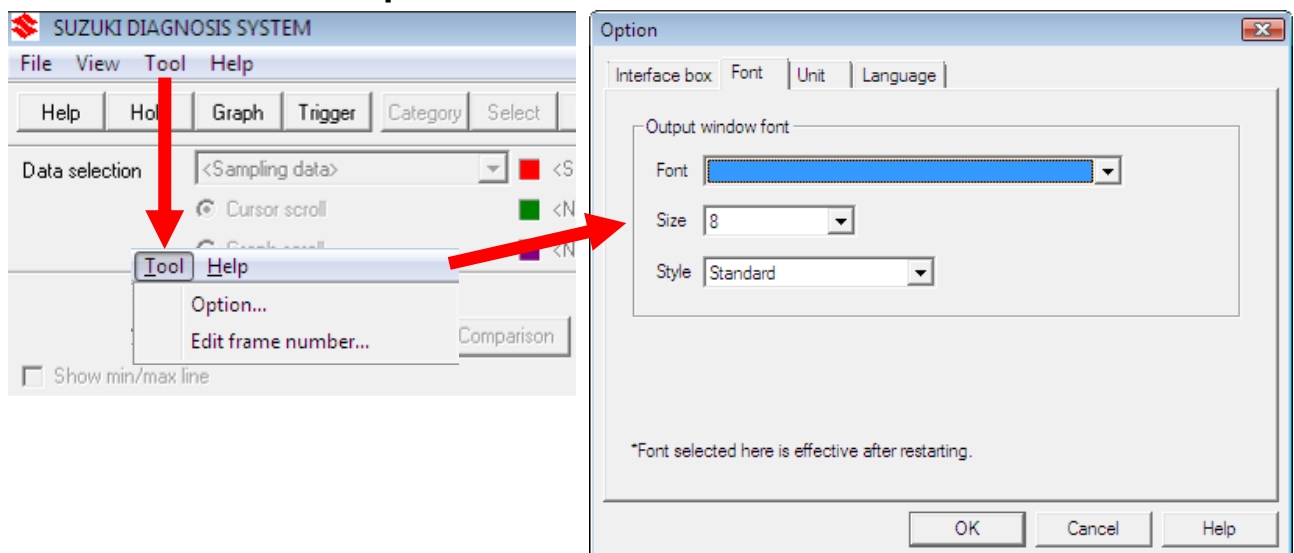 SUZUKI DIAGNOSIS SYSTEM
File View Tool Help
Help Hol Graph Trigger Category Select
Data selection <Sampling data> <S
Cursor scroll <N
<N
Tool Help
Option...
Edit frame number...
Comparison
Show min/max line
Option
Interface box Font Unit Language
Output window font
Font
Size 8
Style Standard
*Font selected here is effective after restarting.
OK Cancel Help